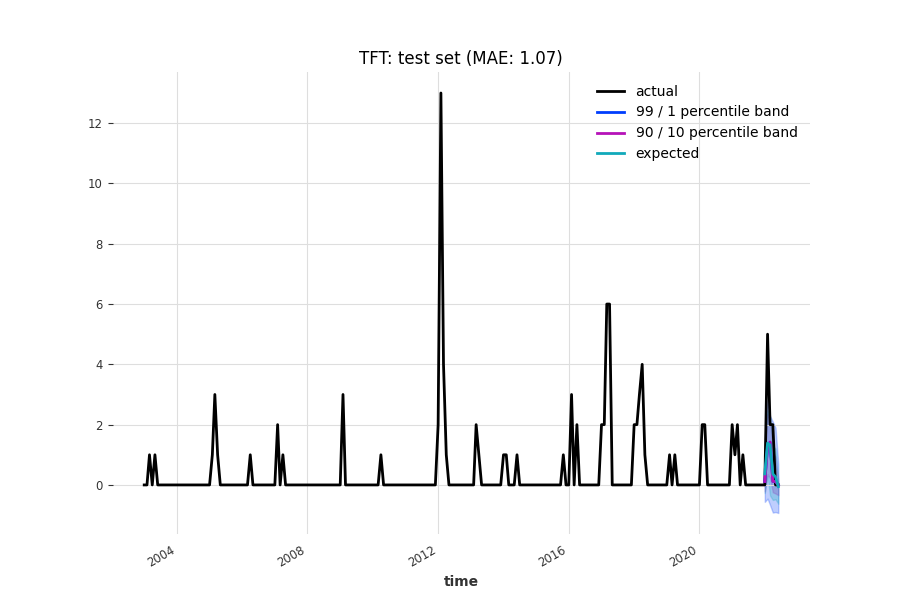 TFT: test set (MAE: 1.07)
actual
99 / 1 percentile band
90 / 10 percentile band
expected
12
10
8
6
4
2
0
2004
2008
2012
2016
2020
time